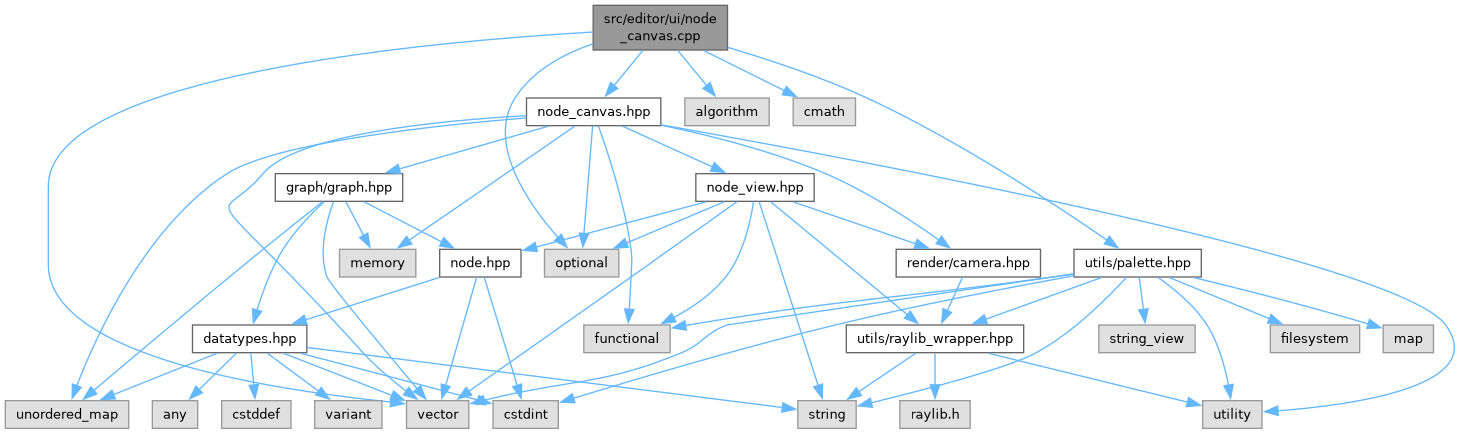 src/editor/ui/node
_canvas.cpp
node_canvas.hpp
algorithm
cmath
graph/graph.hpp
node_view.hpp
memory
node.hpp
optional
render/camera.hpp
utils/palette.hpp
datatypes.hpp
functional
utils/raylib_wrapper.hpp
string_view
filesystem
map
unordered_map
any
cstddef
variant
vector
cstdint
string
raylib.h
utility